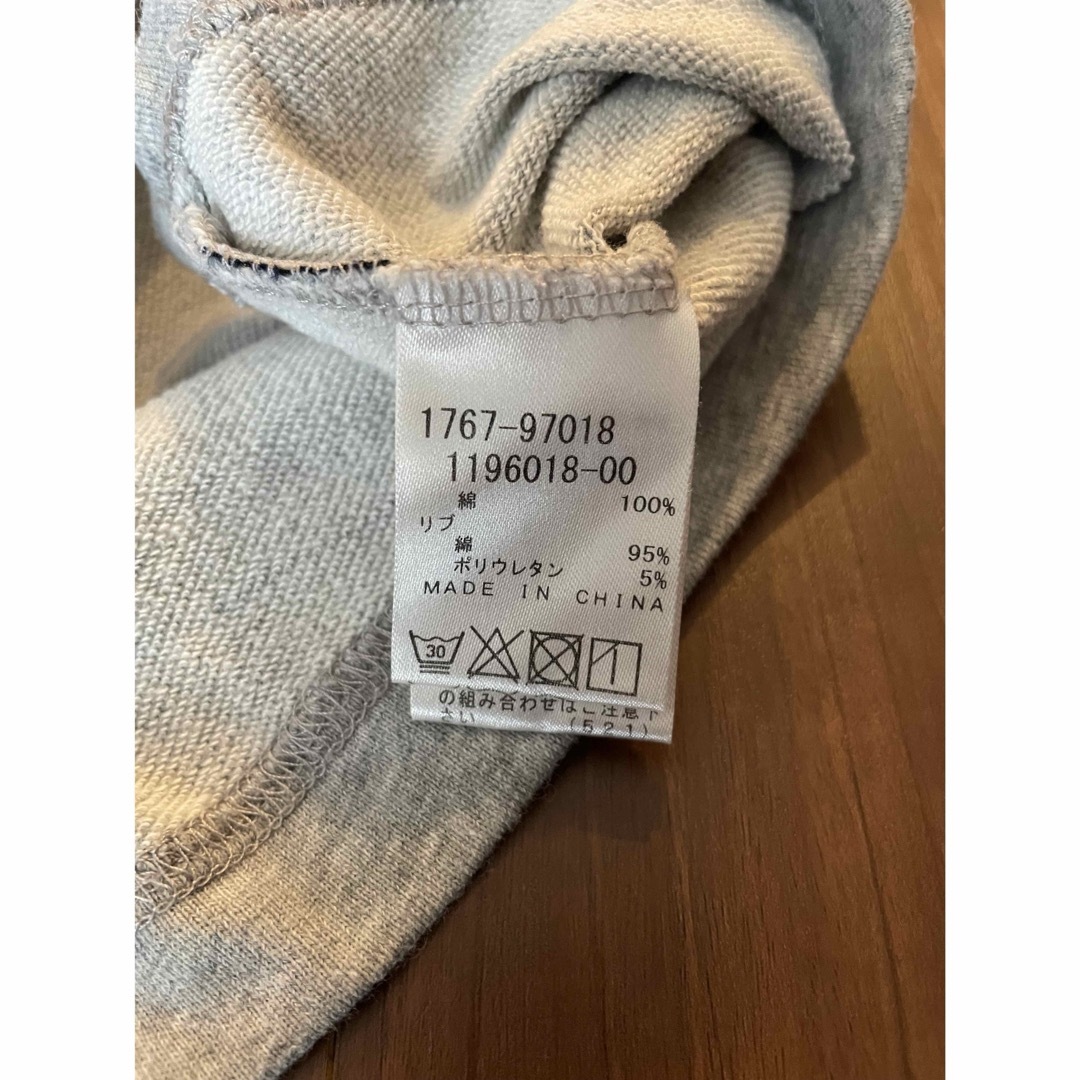 1767-97018
1196018-00
綿 100%
リブ
綿 95%
ポリウレタン 5%
MADE IN CHINA
30
の組み合わせはご注意下
さい (521)